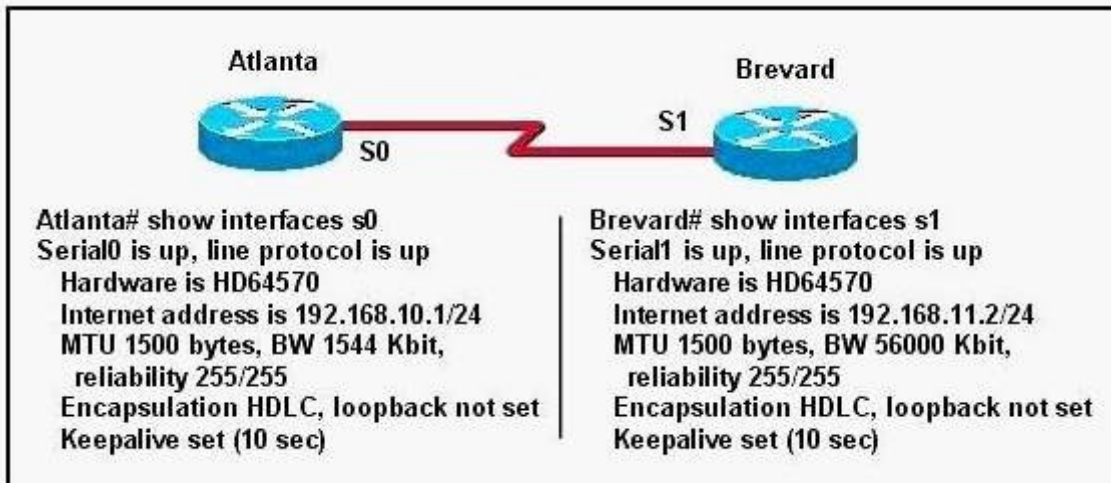 Atlanta
Brevard
S0
S1
Atlanta# show interfaces s0
Serial0 is up, line protocol is up
Hardware is HD64570
Internet address is 192.168.10.1/24
MTU 1500 bytes, BW 1544 Kbit,
reliability 255/255
Encapsulation HDLC, loopback not set
Keepalive set (10 sec)
Brevard# show interfaces s1
Serial1 is up, line protocol is up
Hardware is HD64570
Internet address is 192.168.11.2/24
MTU 1500 bytes, BW 56000 Kbit,
reliability 255/255
Encapsulation HDLC, loopback not set
Keepalive set (10 sec)